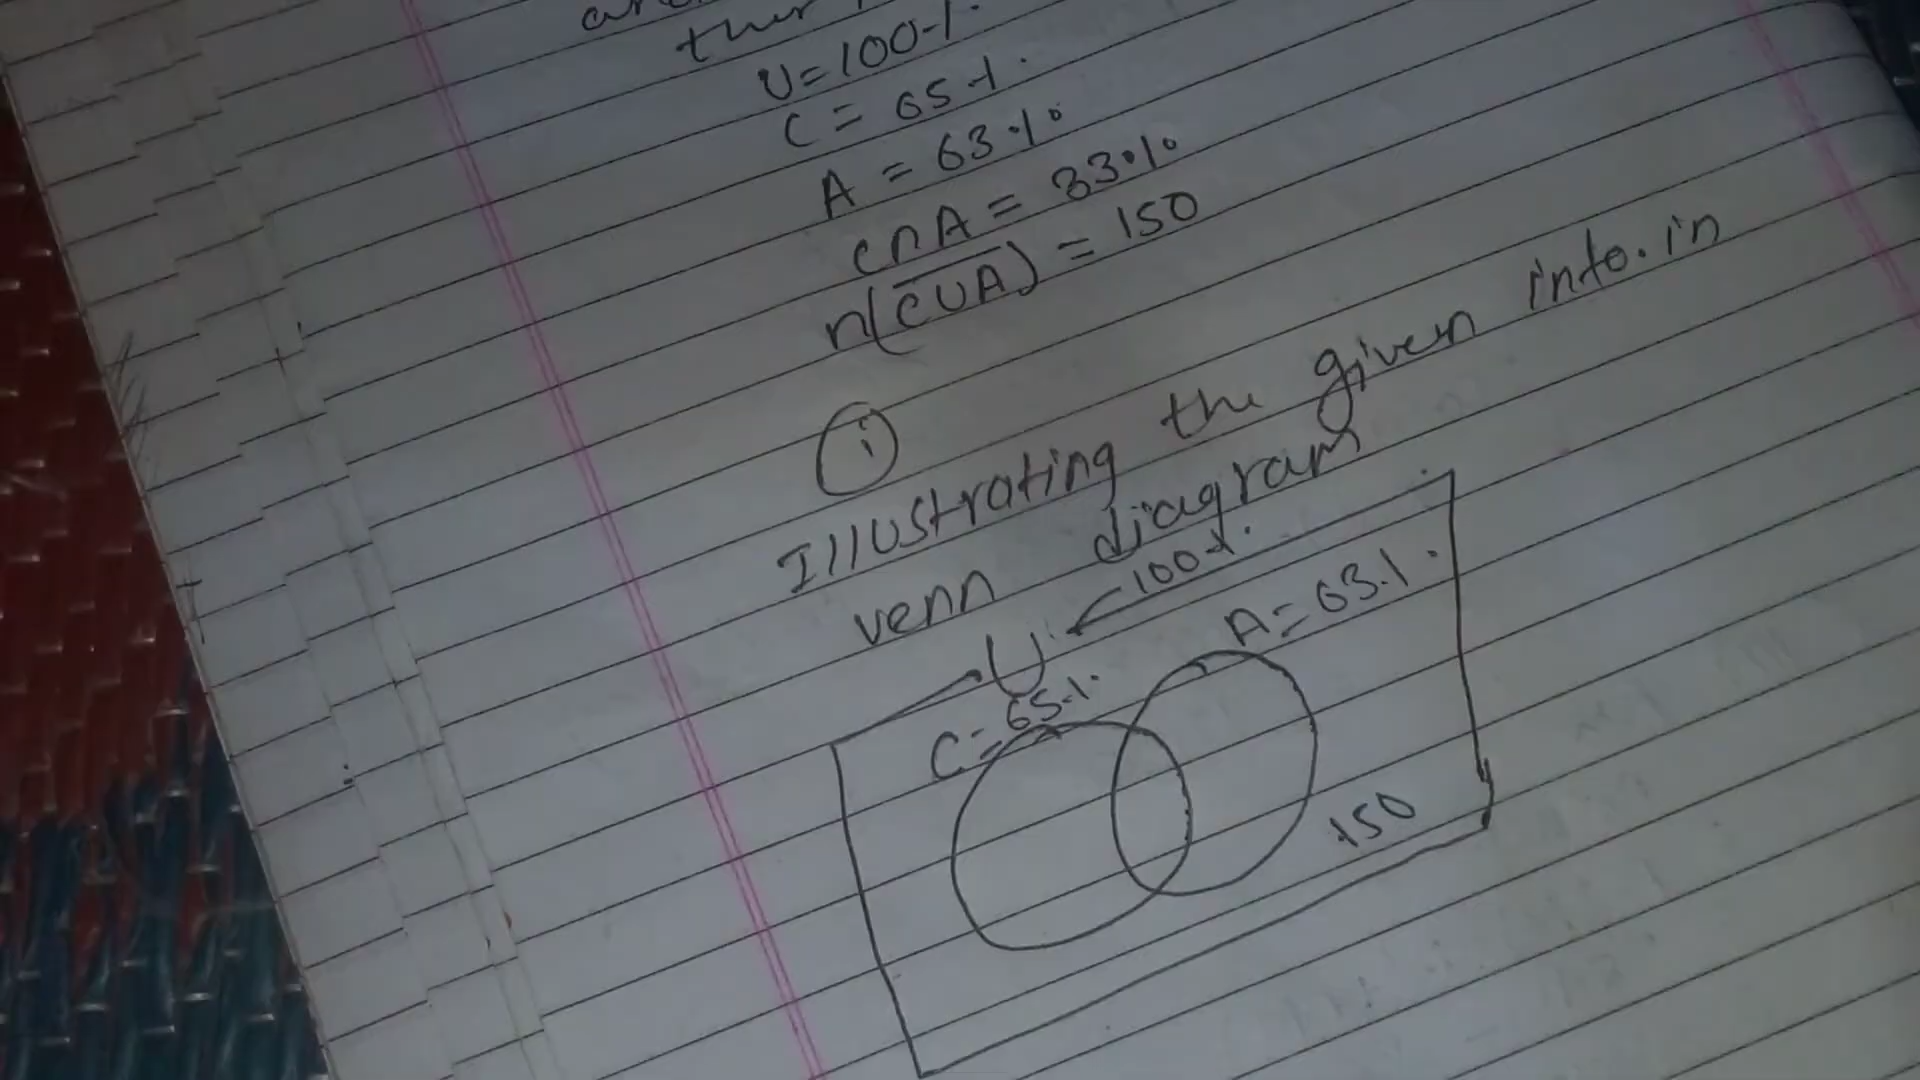 U = 100%.
C = 65%.
A = 63%
C∩A = 33%
n(C̅U̅A̅) = 150
i
Illustrating the given info. in
venn diagram
U 100%.
C = 65%.
A = 63%.
150